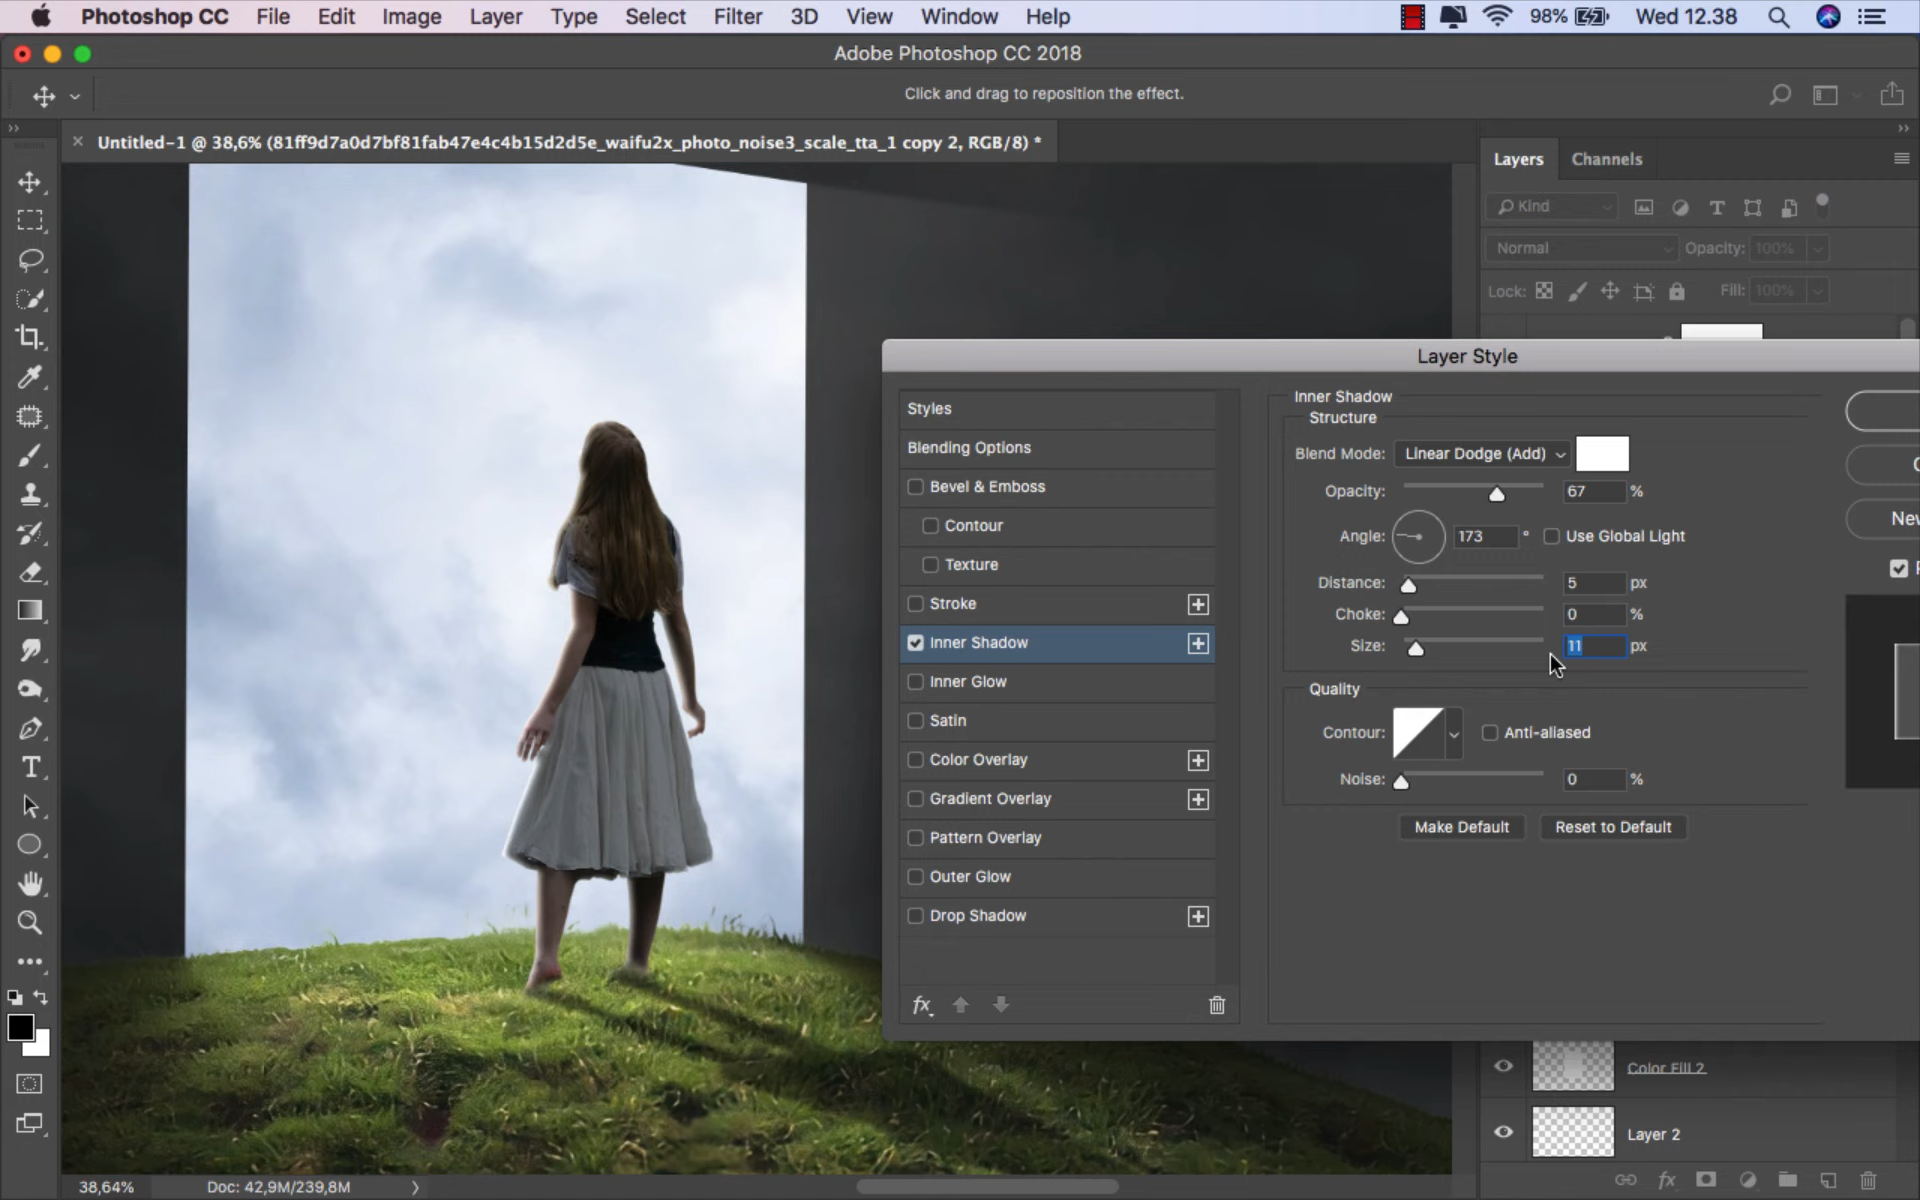 Photoshop CC File Edit Image Layer Type Select Filter 3D View Window Help 98% Wed 12.38
Adobe Photoshop CC 2018
Click and drag to reposition the effect.
Untitled-1 @ 38,6% (81ff9d7a0d7bf81fab47e4c4b15d2d5e_waifu2x_photo_noise3_scale_tta_1 copy 2, RGB/8) *
Layers Channels
Kind
Normal Opacity: 100%
Lock: Fill: 100%
Layer Style
Styles
Blending Options
Bevel & Emboss
Contour
Texture
Stroke
Inner Shadow
Inner Glow
Satin
Color Overlay
Gradient Overlay
Pattern Overlay
Outer Glow
Drop Shadow
fx
Inner Shadow
Structure
Blend Mode: Linear Dodge (Add)
Opacity: 67 %
Angle: 173 ° Use Global Light
Distance: 5 px
Choke: 0 %
Size: 11 px
Quality
Contour: Anti-aliased
Noise: 0 %
Make Default Reset to Default
New
Color Fill 2
Layer 2
fx
38,64% Doc: 42,9M/239,8M